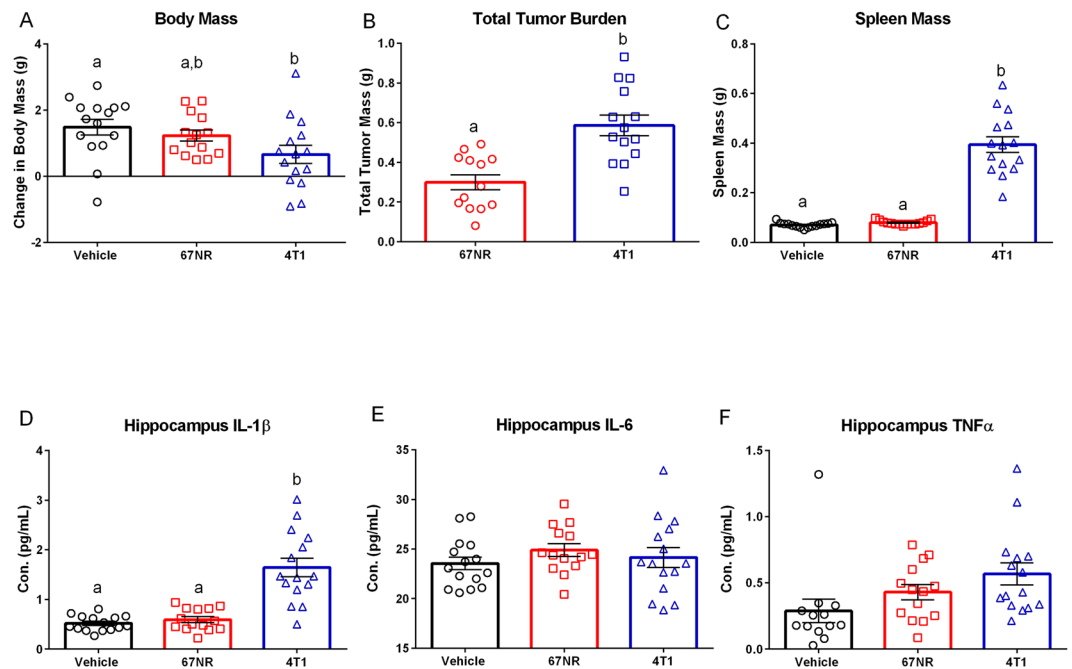 A
Body Mass
Change in Body Mass (g)
4
2
0
-2
a
a,b
b
Vehicle
67NR
4T1
B
Total Tumor Burden
Total Tumor Mass (g)
1.0
0.8
0.6
0.4
0.2
0.0
a
b
67NR
4T1
C
Spleen Mass
Spleen Mass (g)
0.8
0.6
0.4
0.2
0.0
a
a
b
Vehicle
67NR
4T1
D
Hippocampus IL-1β
Con. (pg/mL)
4
3
2
1
0
a
a
b
Vehicle
67NR
4T1
E
Hippocampus IL-6
Con. (pg/mL)
35
30
25
20
15
Vehicle
67NR
4T1
F
Hippocampus TNFα
Con. (pg/mL)
1.5
1.0
0.5
0.0
Vehicle
67NR
4T1